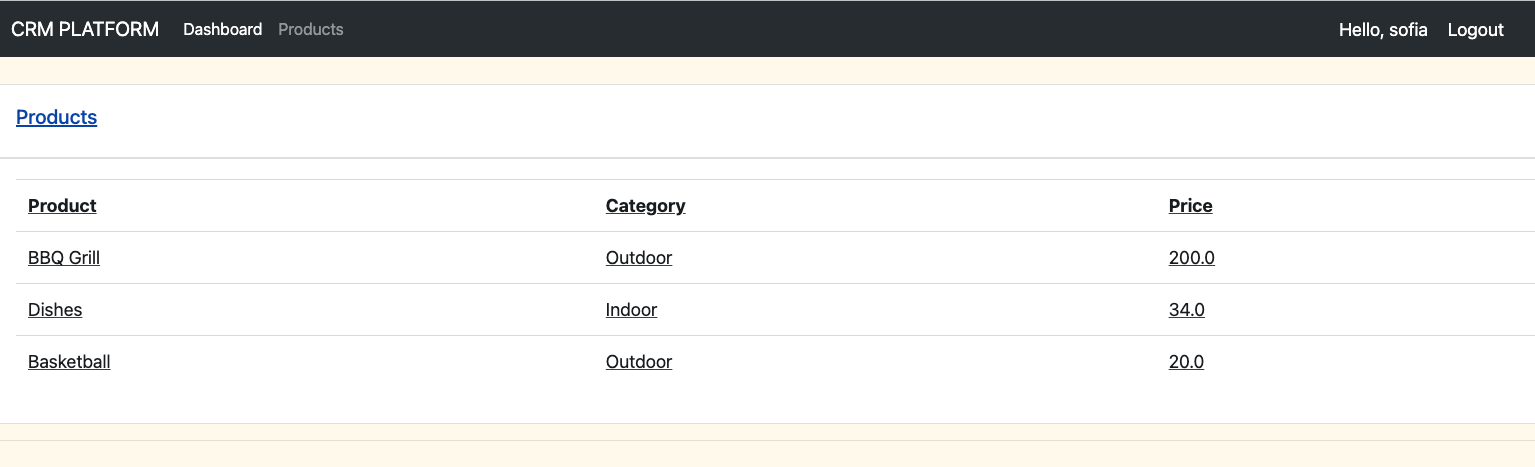 CRM PLATFORM Dashboard Products Hello, sofia Logout
Products
Product Category Price
BBQ Grill Outdoor 200.0
Dishes Indoor 34.0
Basketball Outdoor 20.0